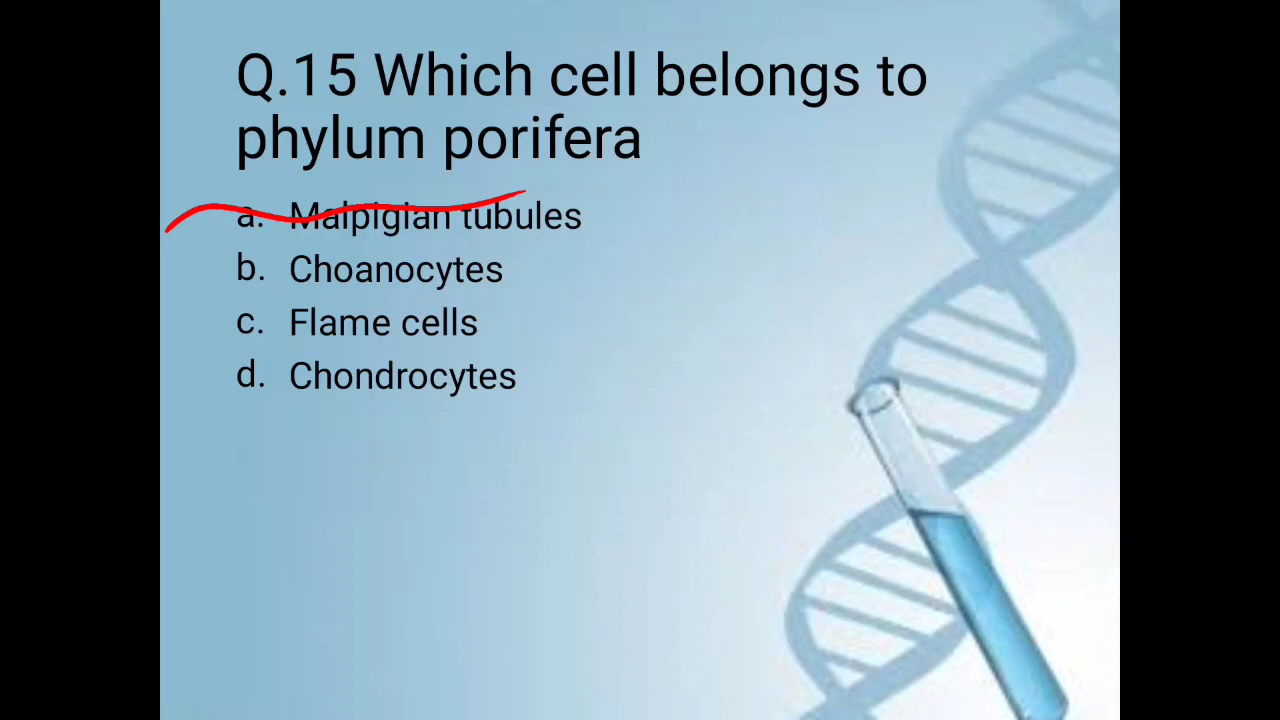 Q.15 Which cell belongs to
phylum porifera
a. Malpigian tubules
b. Choanocytes
c. Flame cells
d. Chondrocytes